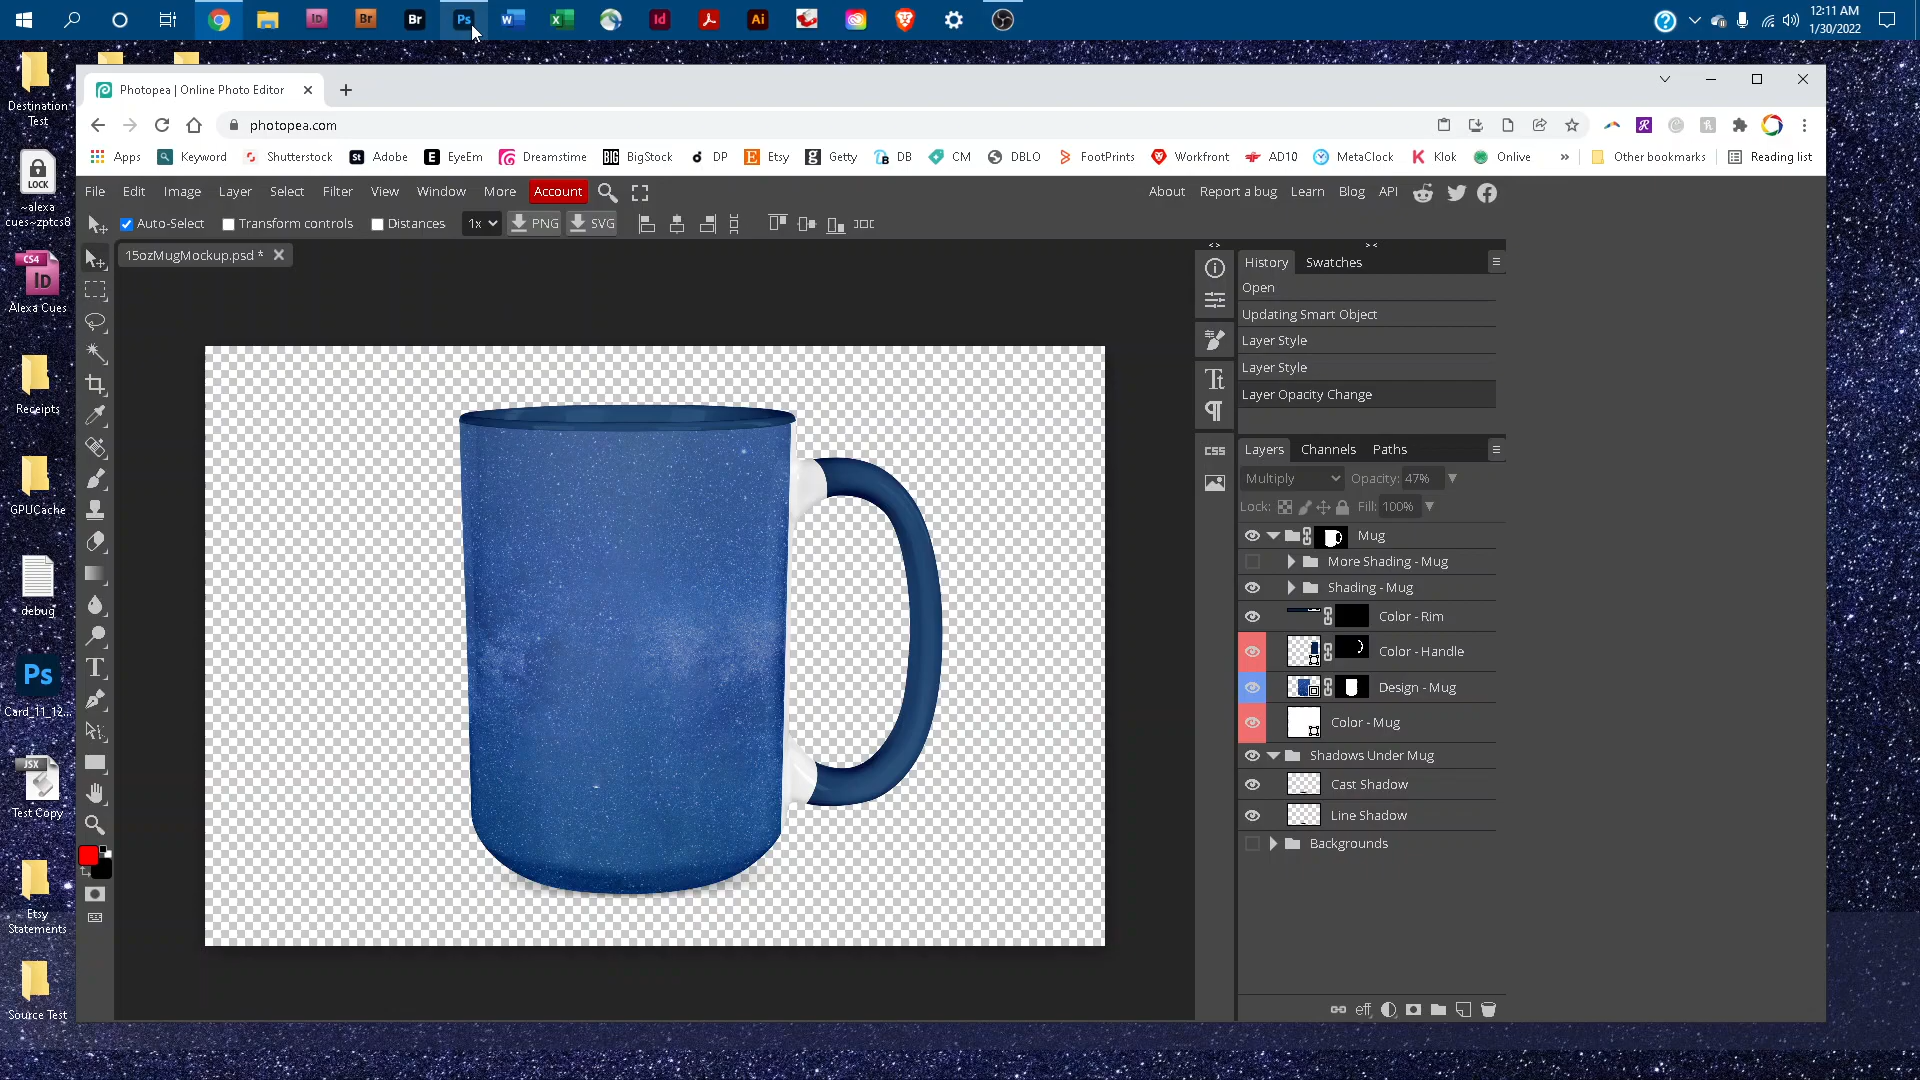 12:11 AM
1/30/2022
Photopea | Online Photo Editor
photopea.com
Apps Keyword Shutterstock Adobe EyeEm Dreamstime BigStock DP Etsy Getty DB CM DBLO FootPrints Workfront AD10 MetaClock Klok Onlive » Other bookmarks Reading list
File Edit Image Layer Select Filter View Window More Account About Report a bug Learn Blog API
Auto-Select Transform controls Distances 1x PNG SVG
15ozMugMockup.psd *
History Swatches
Open
Updating Smart Object
Layer Style
Layer Style
Layer Opacity Change
CSS
Layers Channels Paths
Multiply Opacity: 47%
Lock: Fill: 100%
Mug
More Shading - Mug
Shading - Mug
Color - Rim
Color - Handle
Design - Mug
Color - Mug
Shadows Under Mug
Cast Shadow
Line Shadow
Backgrounds
eff
Destination
Test
LOCK
~alexa
cues~zptcs8
CS4
Id
Alexa Cues
Receipts
GPUCache
debug
Ps
Card_11_12...
JSX
Test Copy
Etsy
Statements
Source Test